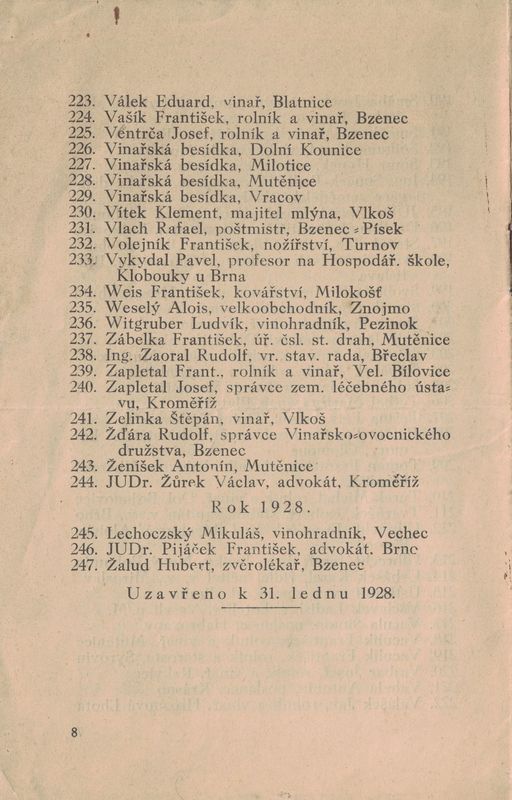 223. Válek Eduard, vinař, Blatnice
224. Vašík František, rolník a vinař, Bzenec
225. Ventrča Josef, rolník a vinař, Bzenec
226. Vinařská besídka, Dolní Kounice
227. Vinařská besídka, Milotice
228. Vinařská besídka, Mutěnice
229. Vinařská besídka, Vracov
230. Vítek Klement, majitel mlýna, Vlkoš
231. Vlach Rafael, poštmistr, Bzenec-Písek
232. Volejník František, nožířství, Turnov
233. Vykydal Pavel, profesor na Hospodář. škole,
Klobouky u Brna
234. Weis František, kovářství, Milokošť
235. Weselý Alois, velkoobchodník, Znojmo
236. Witgruber Ludvík, vinohradník, Pezinok
237. Zábelka František, úř. čsl. st. drah, Mutěnice
238. Ing. Zaoral Rudolf, vr. stav. rada, Břeclav
239. Zapletal Frant., rolník a vinař, Vel. Bílovice
240. Zapletal Josef, správce zem. léčebnéhoústa-
vu, Kroměříž
241. Zelinka Štěpán, vinař, Vlkoš
242. Žďára Rudolf, správce Vinařsko-ovocnického
družstva, Bzenec
243. Ženíšek Antonín, Mutěnice
244. JUDr. Žůrek Václav, advokát, Kroměříž
Rok 1928.
245. Lechoczský Mikuláš, vinohradník, Vechec
246. JUDr. Pijáček František, advokát. Brno
247. Žalud Hubert, zvěrolékař, Bzenec
Uzavřeno k 31. lednu 1928.
8